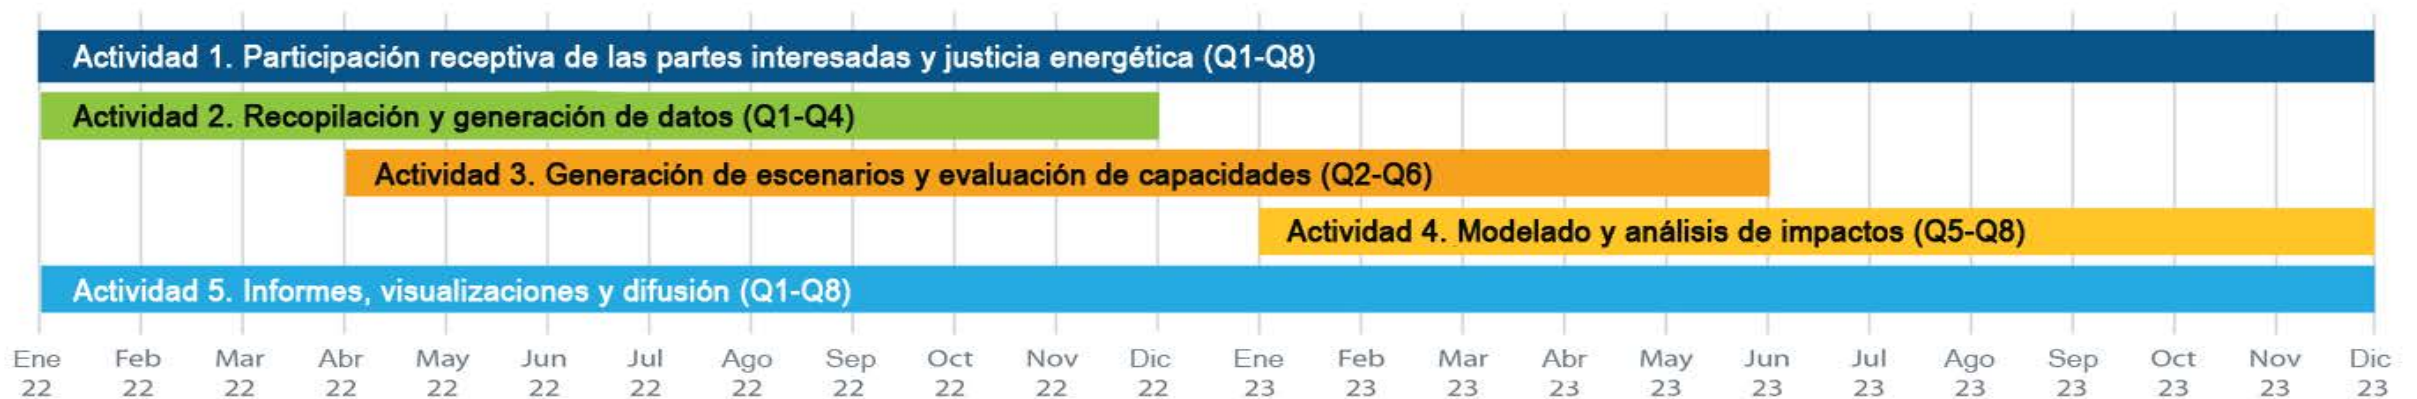 Actividad 1. Participación receptiva de las partes interesadas y justicia energética (Q1-Q8)
Actividad 2. Recopilación y generación de datos (Q1-Q4)
Actividad 3. Generación de escenarios y evaluación de capacidades (Q2-Q6)
Actividad 4. Modelado y análisis de impactos (Q5-Q8)
Actividad 5. Informes, visualizaciones y difusión (Q1-Q8)
Ene Feb Mar Abr May Jun Jul Ago Sep Oct Nov Dic Ene Feb Mar Abr May Jun Jul Ago Sep Oct Nov Dic
22 22 22 22 22 22 22 22 22 22 22 22 23 23 23 23 23 23 23 23 23 23 23 23